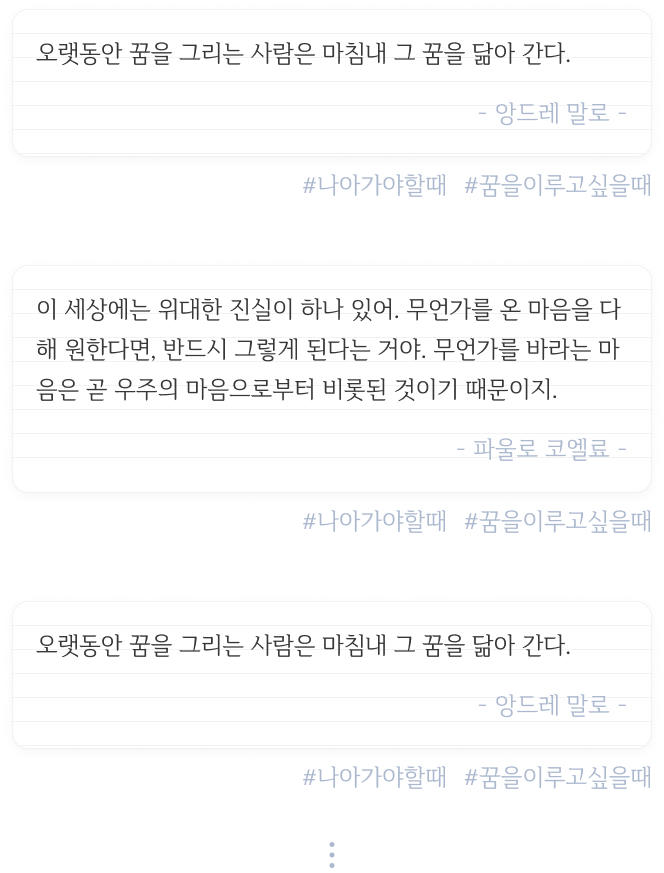 오랫동안 꿈을 그리는 사람은 마침내 그 꿈을 닮아 간다.
- 앙드레 말로 -
#나아가야할때 #꿈을이루고싶을때
이 세상에는 위대한 진실이 하나 있어. 무언가를 온 마음을 다
해 원한다면, 반드시 그렇게 된다는 거야. 무언가를 바라는 마
음은 곧 우주의 마음으로부터 비롯된 것이기 때문이지.
- 파울로 코엘료 -
#나아가야할때 #꿈을이루고싶을때
오랫동안 꿈을 그리는 사람은 마침내 그 꿈을 닮아 간다.
- 앙드레 말로 -
#나아가야할때 #꿈을이루고싶을때